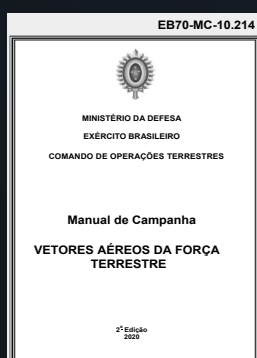 EB70-MC-10.214
MINISTÉRIO DA DEFESA
EXÉRCITO BRASILEIRO
COMANDO DE OPERAÇÕES TERRESTRES
Manual de Campanha
VETORES AÉREOS DA FORÇA
TERRESTRE
2ª Edição
2020